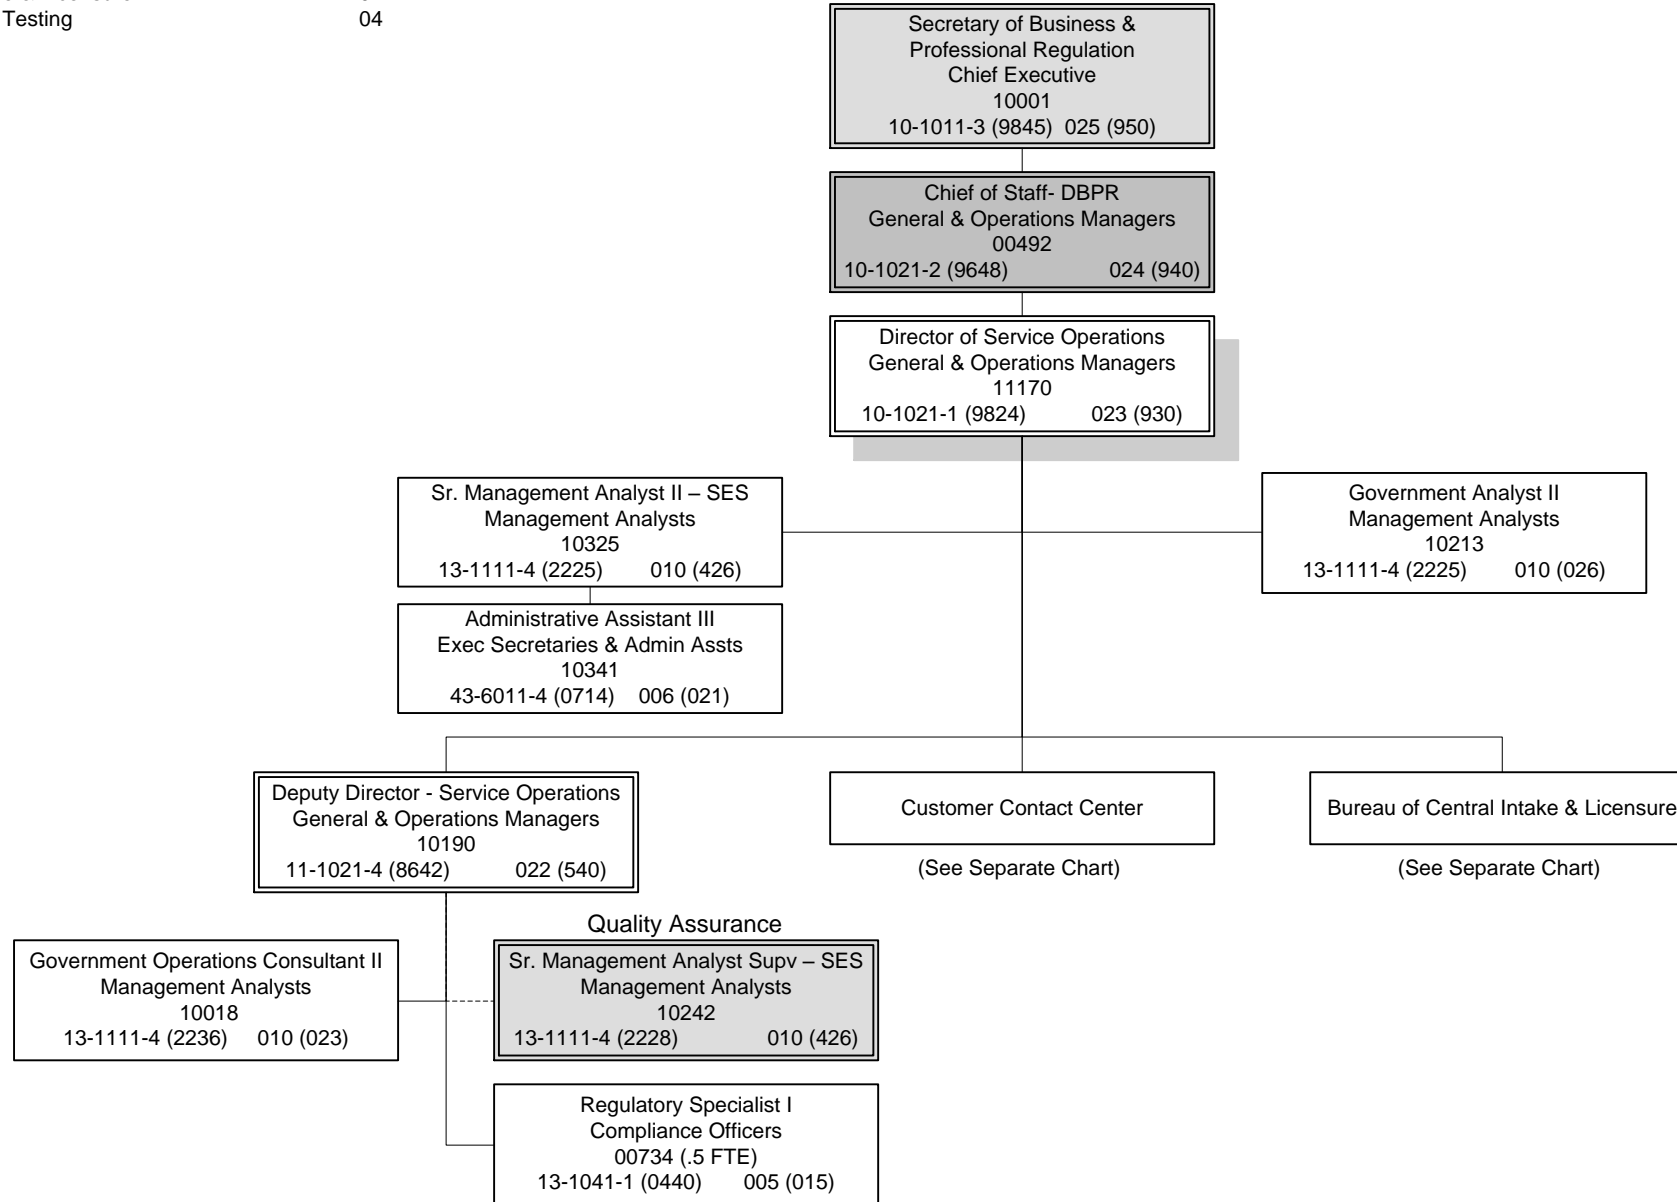 Testing 04
Secretary of Business &
Professional Regulation
Chief Executive
10001
10-1011-3 (9845) 025 (950)
Chief of Staff- DBPR
General & Operations Managers
00492
10-1021-2 (9648) 024 (940)
Director of Service Operations
General & Operations Managers
11170
10-1021-1 (9824) 023 (930)
Sr. Management Analyst II – SES
Management Analysts
10325
13-1111-4 (2225) 010 (426)
Government Analyst II
Management Analysts
10213
13-1111-4 (2225) 010 (026)
Administrative Assistant III
Exec Secretaries & Admin Assts
10341
43-6011-4 (0714) 006 (021)
Deputy Director - Service Operations
General & Operations Managers
10190
11-1021-4 (8642) 022 (540)
Customer Contact Center
(See Separate Chart)
Bureau of Central Intake & Licensure
(See Separate Chart)
Government Operations Consultant II
Management Analysts
10018
13-1111-4 (2236) 010 (023)
Quality Assurance
Sr. Management Analyst Supv – SES
Management Analysts
10242
13-1111-4 (2228) 010 (426)
Regulatory Specialist I
Compliance Officers
00734 (.5 FTE)
13-1041-1 (0440) 005 (015)